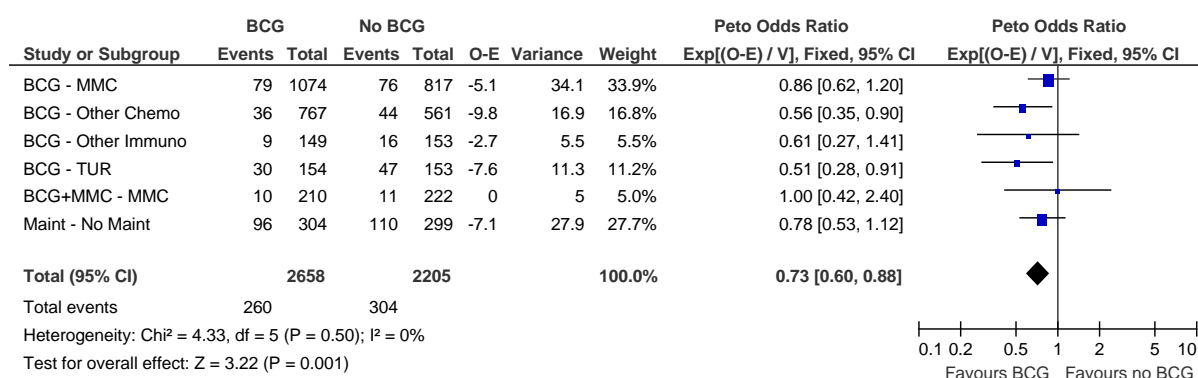 BCG No BCG Peto Odds Ratio Peto Odds Ratio
Study or Subgroup Events Total Events Total O-E Variance Weight Exp[(O-E) / V], Fixed, 95% CI Exp[(O-E) / V], Fixed, 95% CI
BCG - MMC 79 1074 76 817 -5.1 34.1 33.9% 0.86 [0.62, 1.20]
BCG - Other Chemo 36 767 44 561 -9.8 16.9 16.8% 0.56 [0.35, 0.90]
BCG - Other Immuno 9 149 16 153 -2.7 5.5 5.5% 0.61 [0.27, 1.41]
BCG - TUR 30 154 47 153 -7.6 11.3 11.2% 0.51 [0.28, 0.91]
BCG+MMC - MMC 10 210 11 222 0 5 5.0% 1.00 [0.42, 2.40]
Maint - No Maint 96 304 110 299 -7.1 27.9 27.7% 0.78 [0.53, 1.12]
Total (95% CI) 2658 2205 100.0% 0.73 [0.60, 0.88]
Total events 260 304
Heterogeneity: Chi² = 4.33, df = 5 (P = 0.50); I² = 0%
Test for overall effect: Z = 3.22 (P = 0.001)
0.1 0.2 0.5 1 2 5 10
Favours BCG Favours no BCG